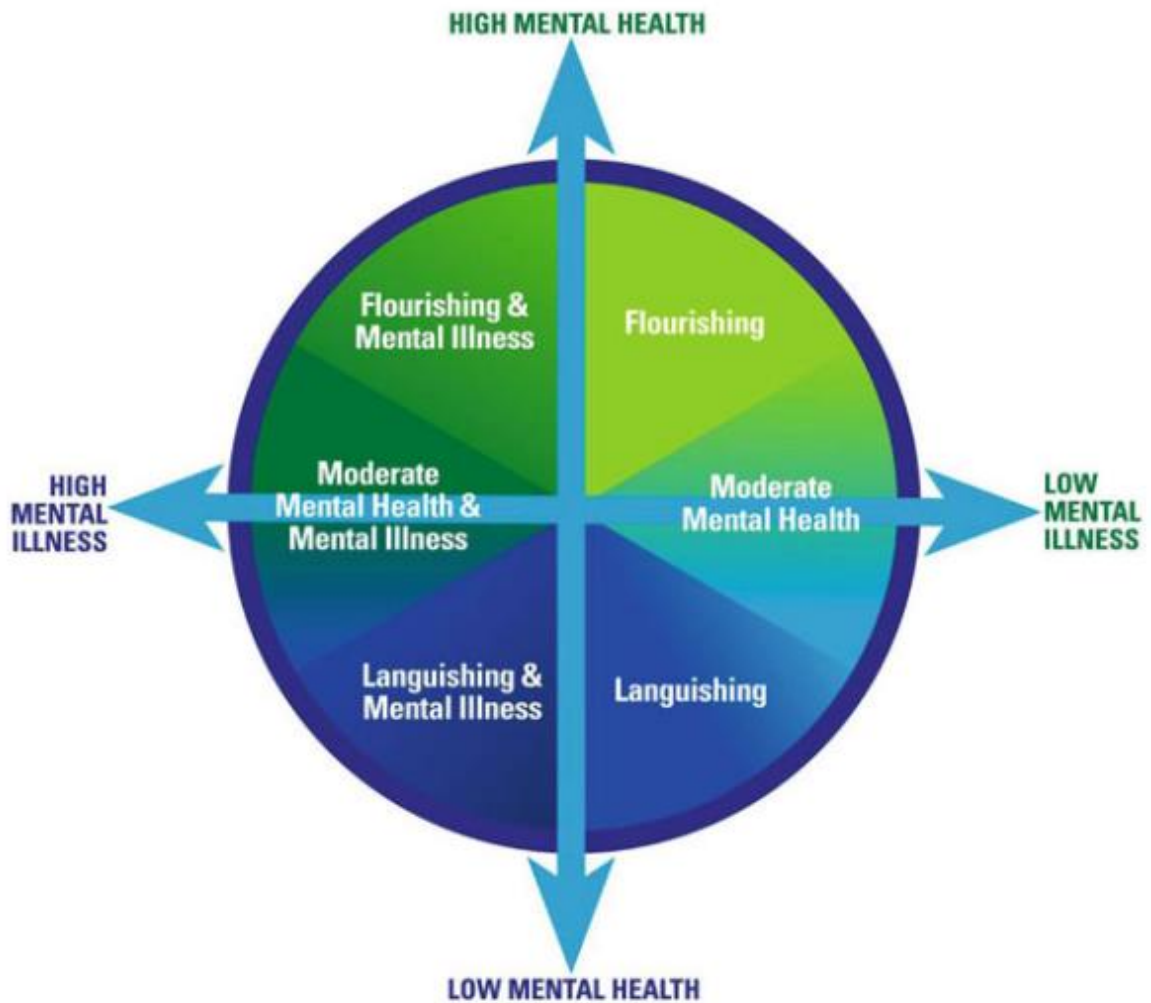 HIGH MENTAL HEALTH
Flourishing &
Mental Illness
Flourishing
Moderate
Mental Health &
Mental Illness
Moderate
Mental Health
HIGH
MENTAL
ILLNESS
LOW
MENTAL
ILLNESS
Languishing &
Mental Illness
Languishing
LOW MENTAL HEALTH